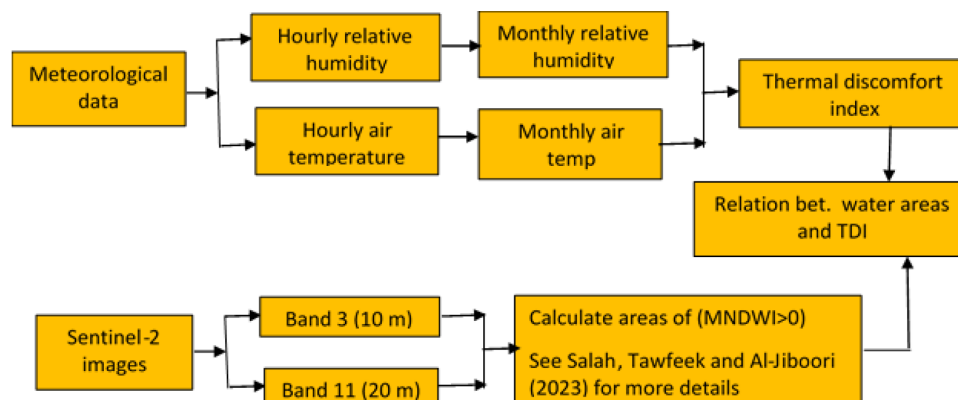 Meteorological
data
Hourly relative
humidity
Monthly relative
humidity
Hourly air
temperature
Monthly air
temp
Thermal discomfort
index
Relation bet. water areas
and TDI
Sentinel-2
images
Band 3 (10 m)
Band 11 (20 m)
Calculate areas of (MNDWI>0)
See Salah, Tawfeek and Al-Jiboori
(2023) for more details